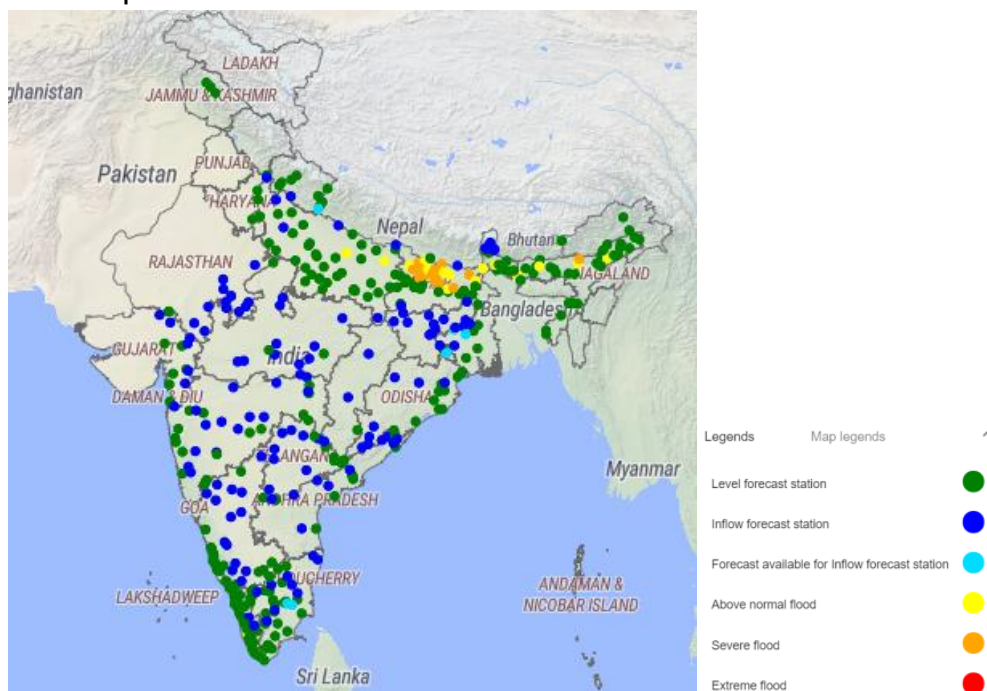 LADAKH
ghanistan
JAMMU & KASHMIR
PUNJAB
Pakistan
HARYANA
Nepal
Bhutan
RAJASTHAN
NAGALAND
Bangladesh
GUJARAT
India
DAMAN & DIU
ODISHA
Legends
Map legends
LANGAN
Myanmar
Level forecast station
GOA
ANDHRA PRADESH
Inflow forecast station
Forecast available for Inflow forecast station
UCHERRY
LAKSHADWEEP
ANDAMAN &
NICOBAR ISLAND
Above normal flood
Severe flood
Sri Lanka
Extreme flood